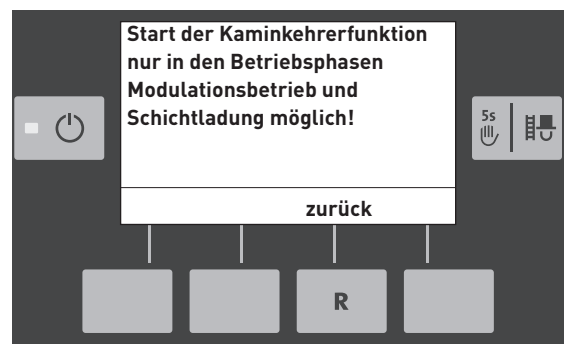 Start der Kaminkehrerfunktion
nur in den Betriebsphasen
Modulationsbetrieb und
Schichtladung möglich!
5s
zurück
R